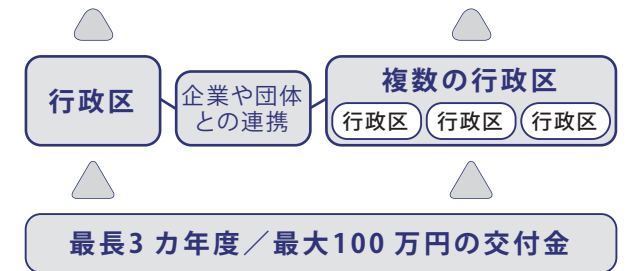 行政区
企業や団体
との連携
複数の行政区
行政区 行政区 行政区
最長3 カ年度／最大100 万円の交付金